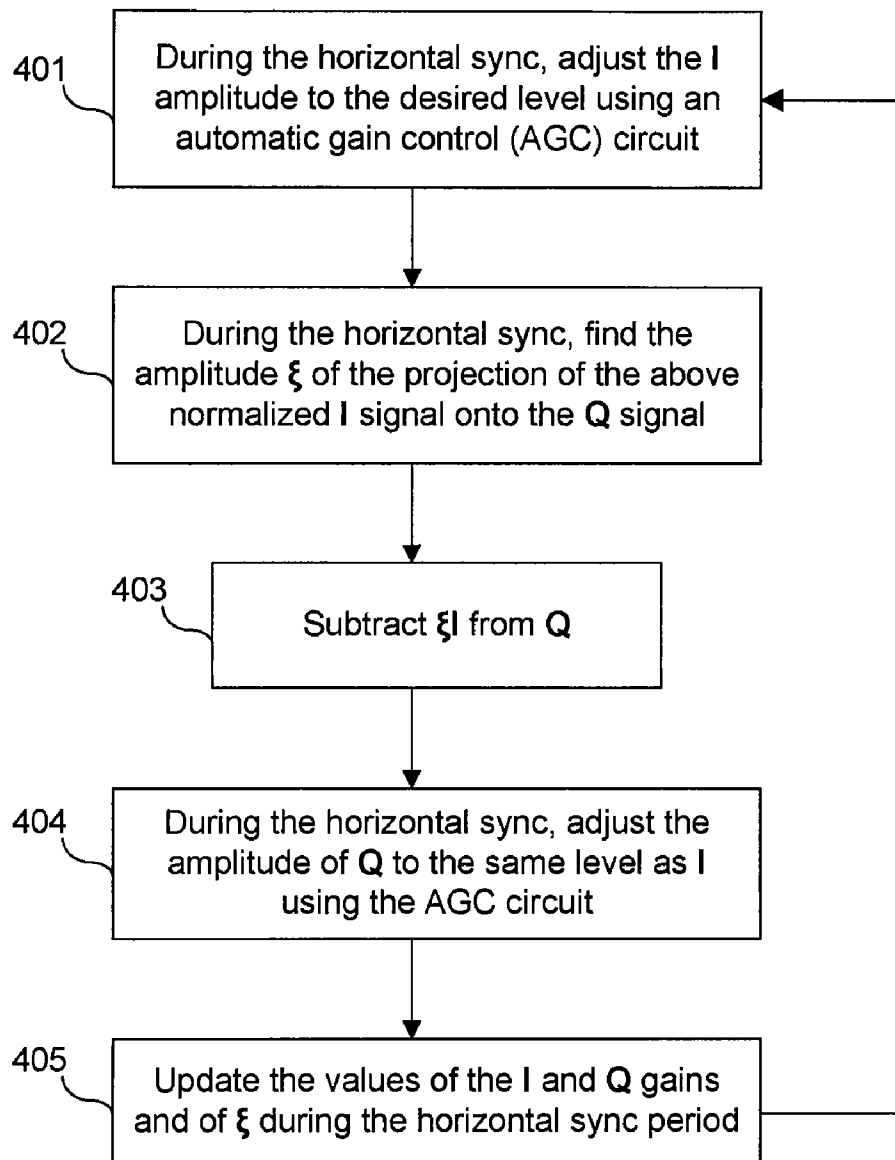 401
During the horizontal sync, adjust the I
amplitude to the desired level using an
automatic gain control (AGC) circuit
402
During the horizontal sync, find the
amplitude ξ of the projection of the above
normalized I signal onto the Q signal
403
Subtract ξI from Q
404
During the horizontal sync, adjust the
amplitude of Q to the same level as I
using the AGC circuit
405
Update the values of the I and Q gains
and of ξ during the horizontal sync period